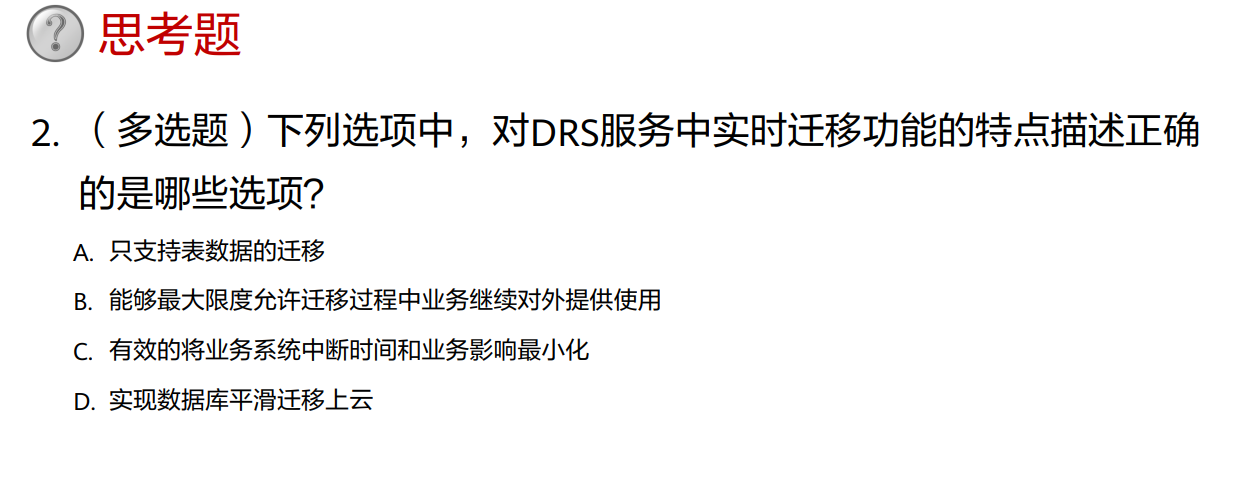 思考题
2.（多选题）下列选项中，对DRS服务中实时迁移功能的特点描述正确
的是哪些选项?
A. 只支持表数据的迁移
B. 能够最大限度允许迁移过程中业务继续对外提供使用
C. 有效的将业务系统中断时间和业务影响最小化
D. 实现数据库平滑迁移上云